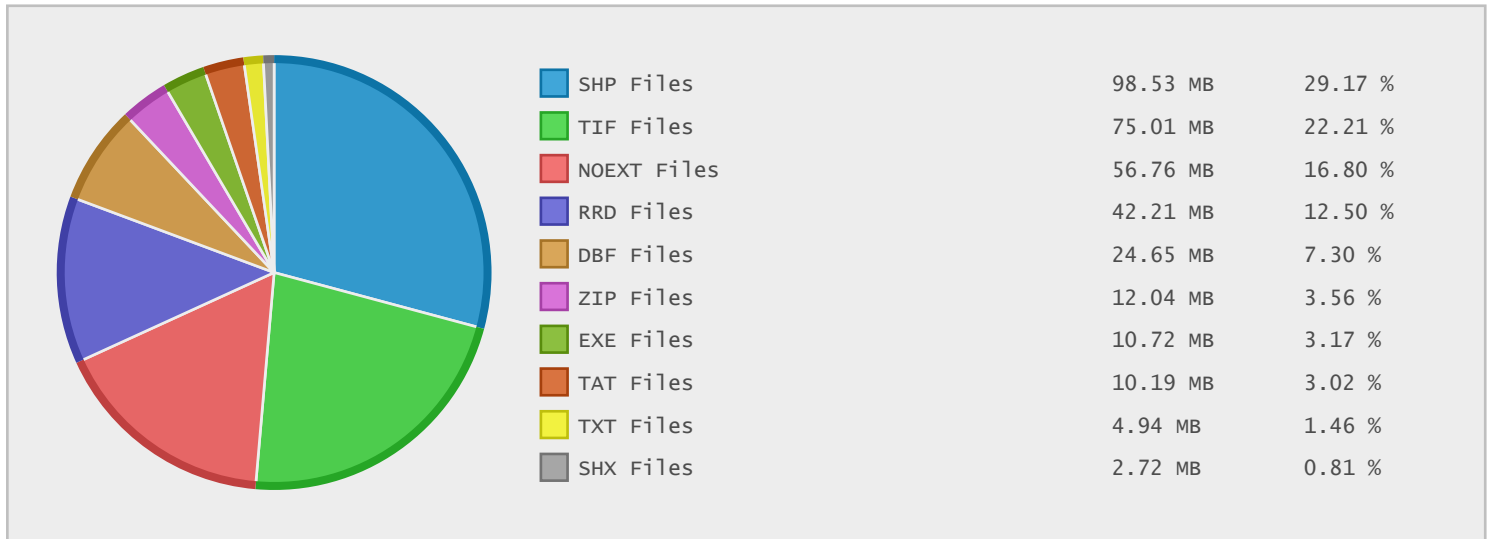 SHP Files 98.53 MB 29.17 %
TIF Files 75.01 MB 22.21 %
NOEXT Files 56.76 MB 16.80 %
RRD Files 42.21 MB 12.50 %
DBF Files 24.65 MB 7.30 %
ZIP Files 12.04 MB 3.56 %
EXE Files 10.72 MB 3.17 %
TAT Files 10.19 MB 3.02 %
TXT Files 4.94 MB 1.46 %
SHX Files 2.72 MB 0.81 %